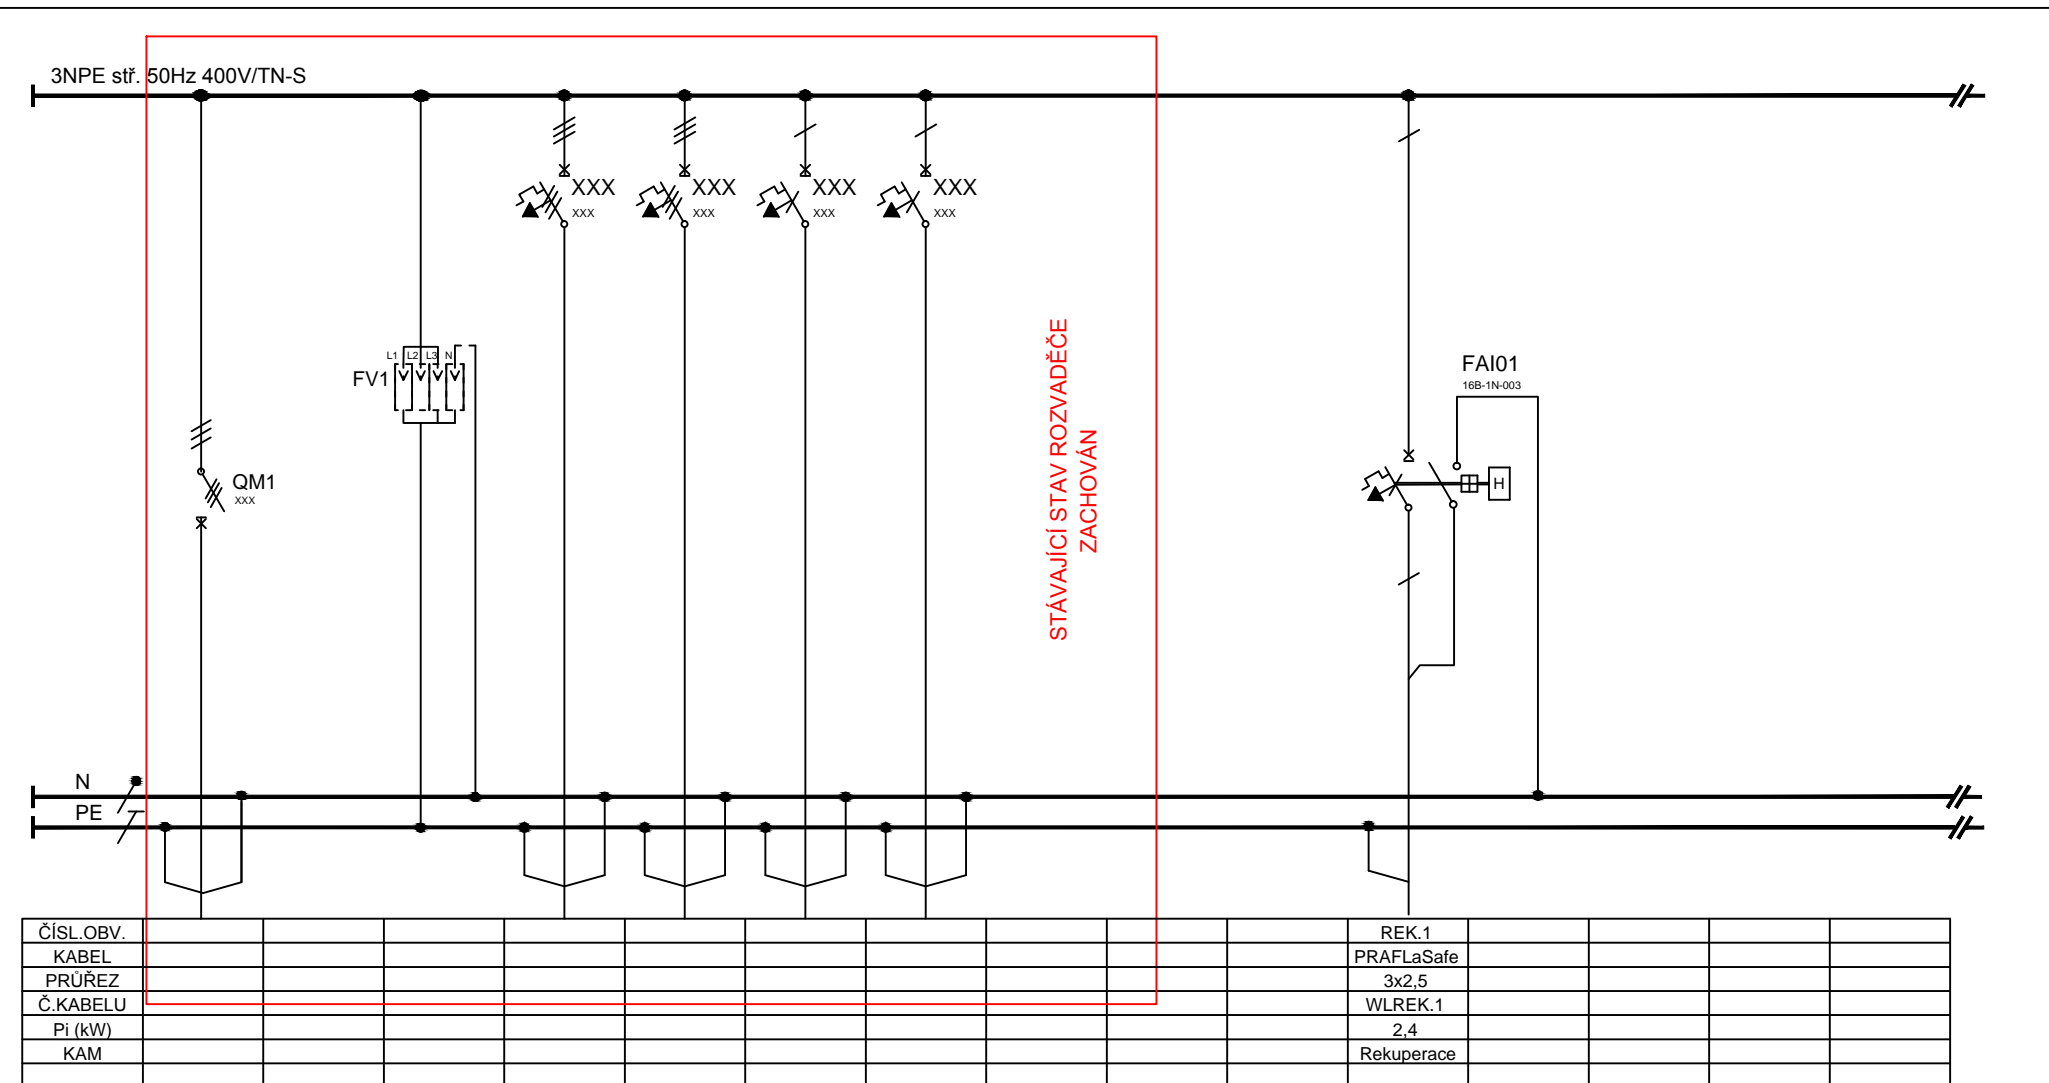 3NPE stř. 50Hz 400V/TN-S
XXX
xxx
XXX
xxx
XXX
xxx
XXX
xxx
STÁVAJÍCÍ STAV ROZVADĚČE
ZACHOVÁN
L1 L2 L3 N
FV1
FAI01
16B-1N-003
QM1
xxx
H
N
PE
ČÍSL.OBV. REK.1
KABEL PRAFLaSafe
PRŮŘEZ 3x2,5
Č.KABELU WLREK.1
Pi (kW) 2,4
KAM Rekuperace